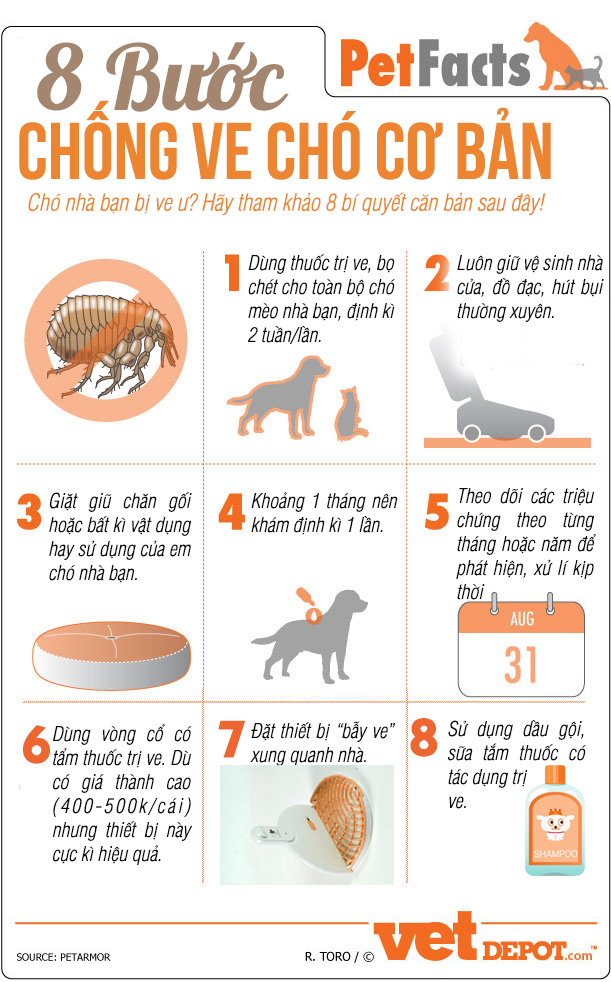 8 Bước
PetFacts
CHỐNG VE CHÓ CƠ BẢN
Chó nhà bạn bị ve ư? Hãy tham khảo 8 bí quyết căn bản sau đây!
1 Dùng thuốc trị ve, bọ
chét cho toàn bộ chó
mèo nhà bạn, định kì
2 tuần/lần.
2 Luôn giữ vệ sinh nhà
cửa, đồ đạc, hút bụi
thường xuyên.
3 Giặt giũ chăn gối
hoặc bất kì vật dụng
hay sử dụng của em
chó nhà bạn.
4 Khoảng 1 tháng nên
khám định kì 1 lần.
5 Theo dõi các triệu
chứng theo từng
tháng hoặc năm để
phát hiện, xử lí kịp
thời
AUG
31
6 Dùng vòng cổ có
tẩm thuốc trị ve. Dù
có giá thành cao
(400-500k/cái)
nhưng thiết bị này
cực kì hiệu quả.
7 Đặt thiết bị “bẫy ve”
xung quanh nhà.
8 Sử dụng dầu gội,
sữa tắm thuốc có
tác dụng trị
ve.
SHAMPOO
SOURCE: PETARMOR
R. TORO / ©
vet DEPOT.com™